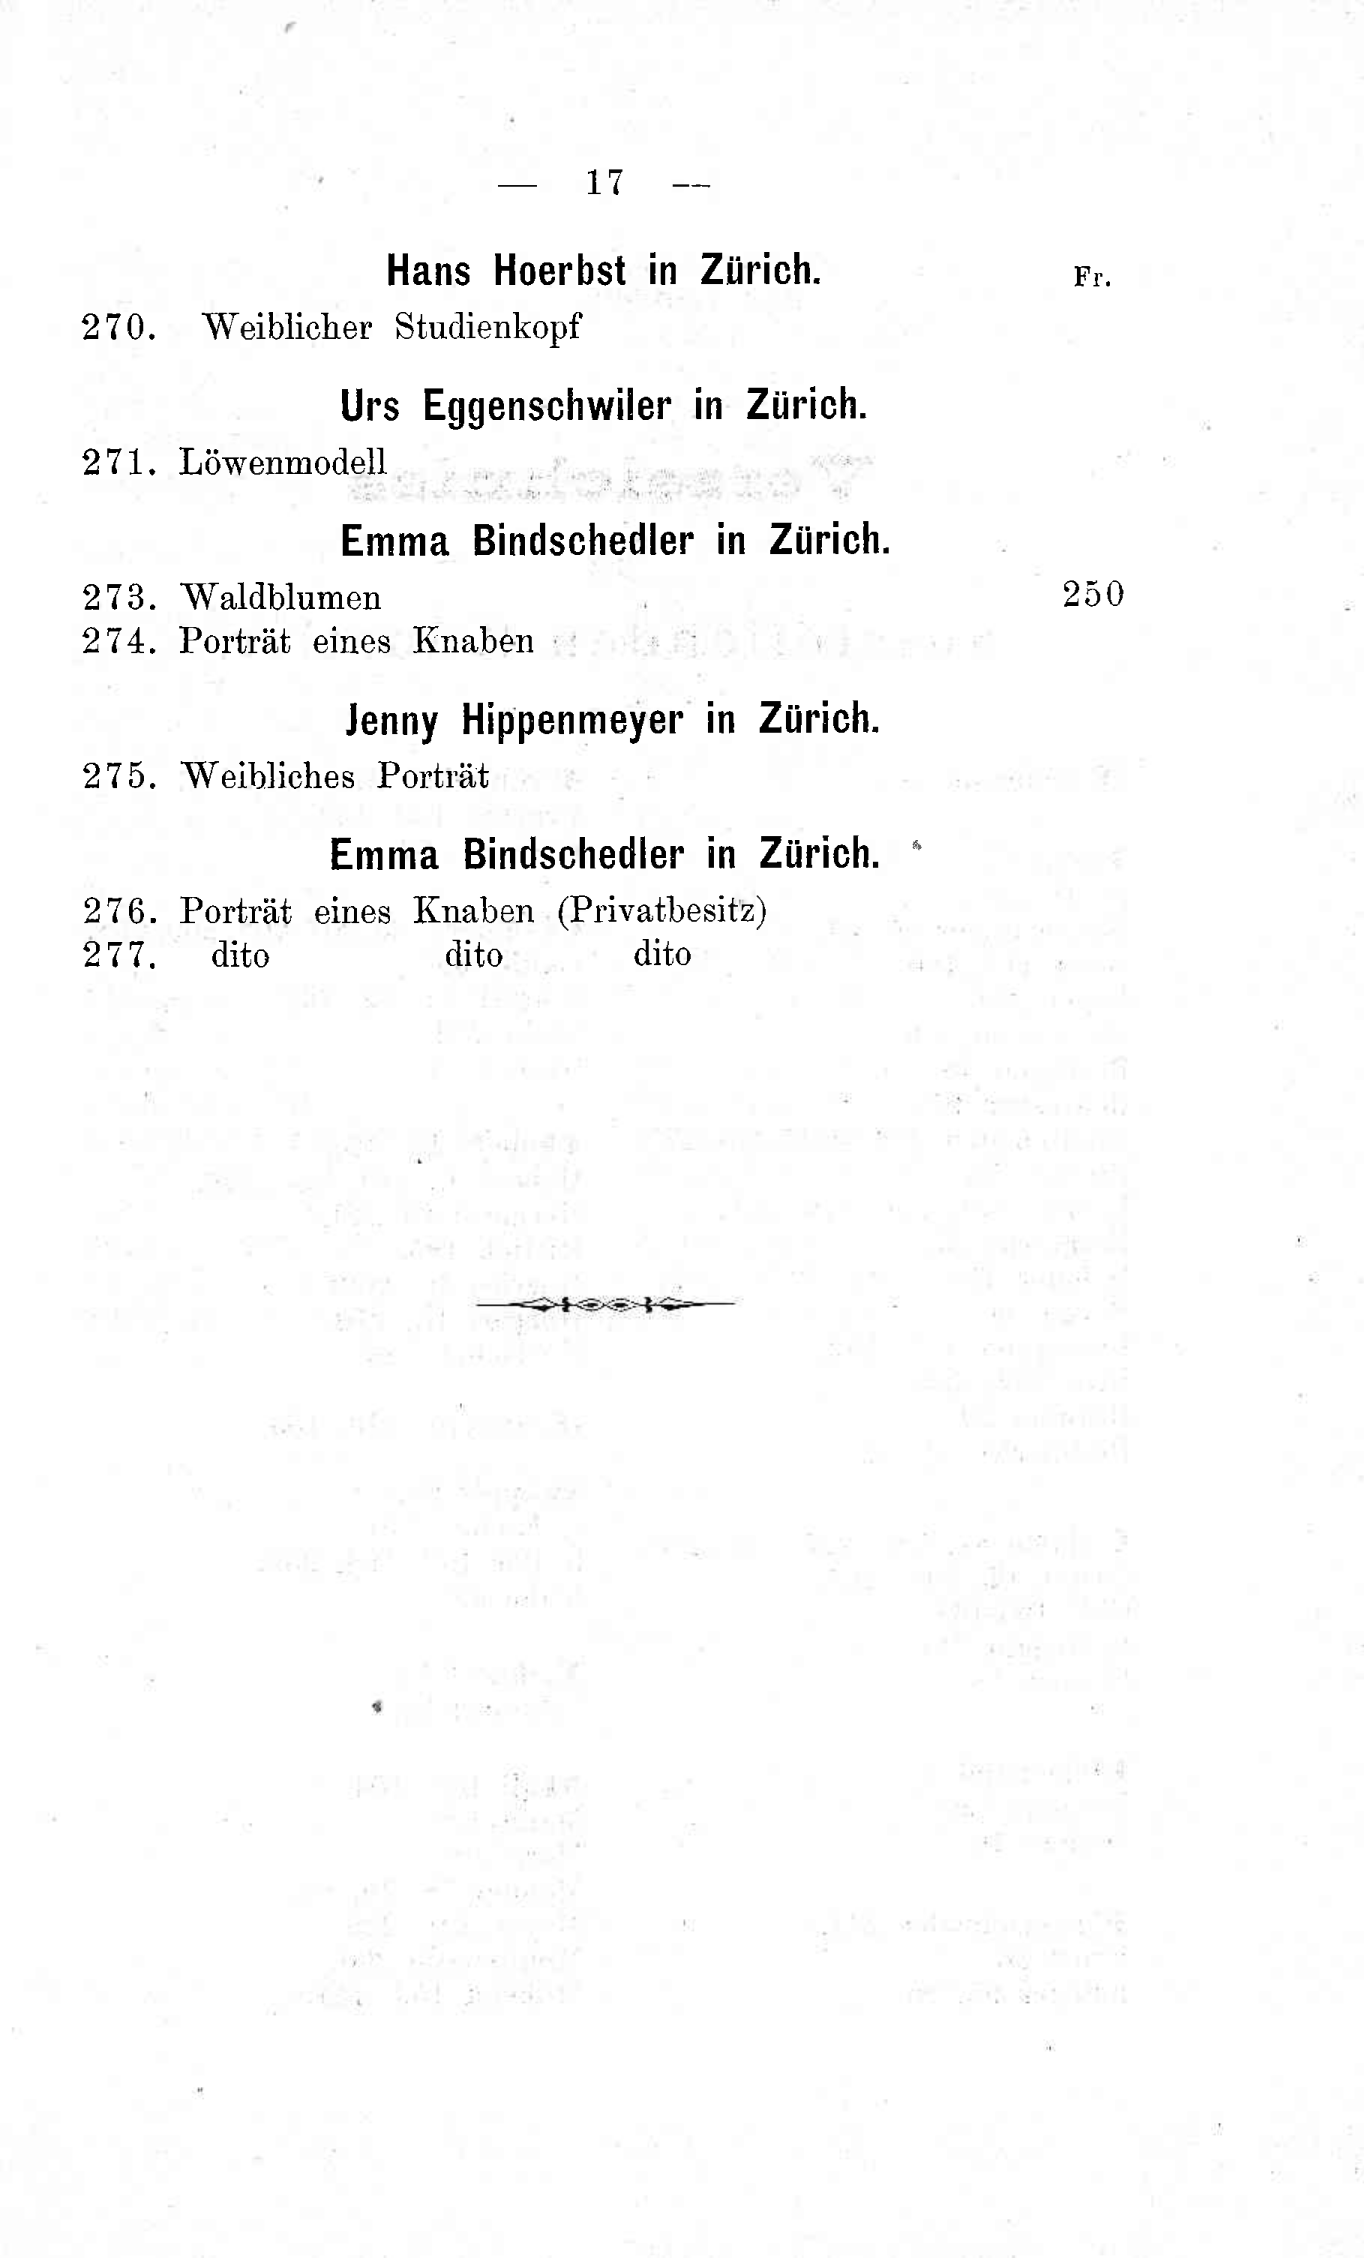 — 17 —
Hans Hoerbst in Zürich. Fr.
270. Weiblicher Studienkopf
Urs Eggenschwiler in Zürich.
271. Löwenmodell
Emma Bindschedler in Zürich.
273. Waldblumen 250
274. Porträt eines Knaben
Jenny Hippenmeyer in Zürich.
275. Weibliches Porträt
Emma Bindschedler in Zürich.
276. Porträt eines Knaben (Privatbesitz)
277. dito dito dito